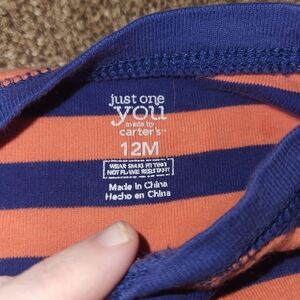 just one
you
made by
carter's
12M
WEAR SNUG FITTING
NOT FLAME RESISTANT
Made in China
Hecho en China